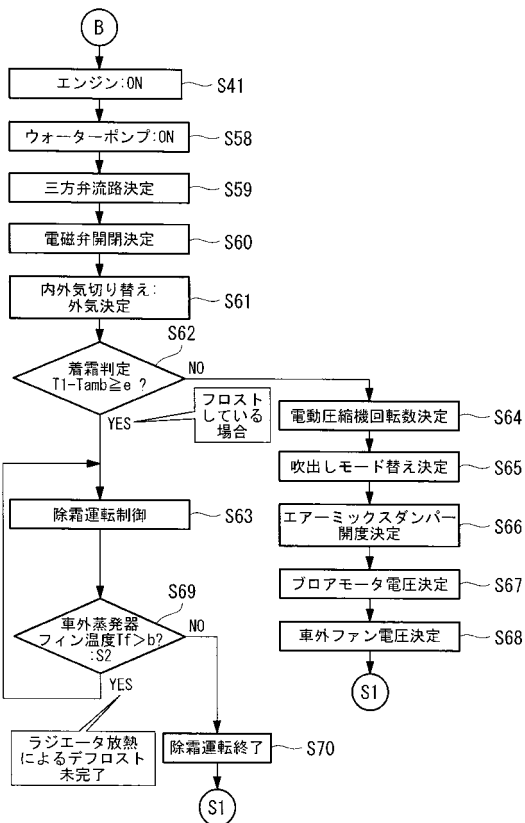 B
エンジン:ON
S41
ウォーターポンプ:ON
S58
三方弁流路決定
S59
電磁弁開閉決定
S60
内外気切り替え:
外気決定
S61
着霜判定
T1-Tamb≧e ?
S62
NO
YES
フロスト
している
場合
除霜運転制御
S63
車外蒸発器
フィン温度Tf>b?
:S2
S69
NO
YES
ラジエータ放熱
によるデフロスト
未完了
除霜運転終了
S70
S1
電動圧縮機回転数決定
S64
吹出しモード替え決定
S65
エアーミックスダンパー
開度決定
S66
ブロアモータ電圧決定
S67
車外ファン電圧決定
S68
S1